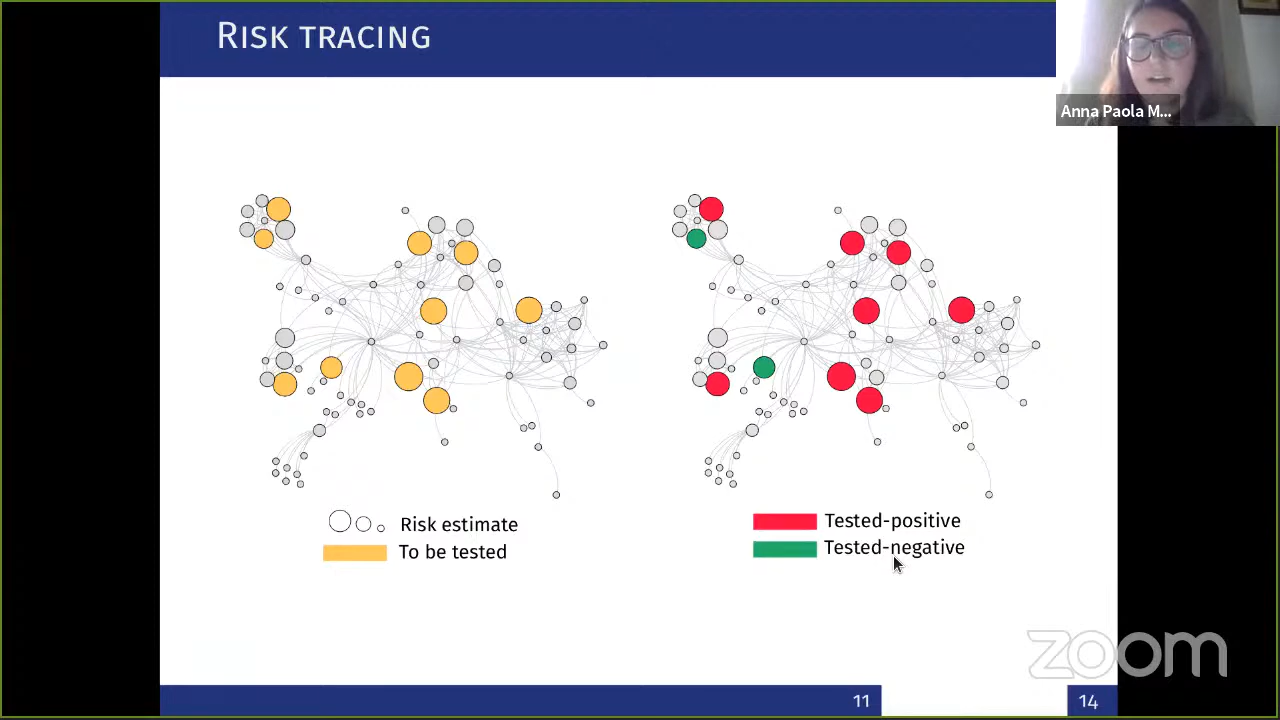 Risk tracing
Anna Paola M...
Risk estimate
To be tested
Tested-positive
Tested-negative
zoom
11
14